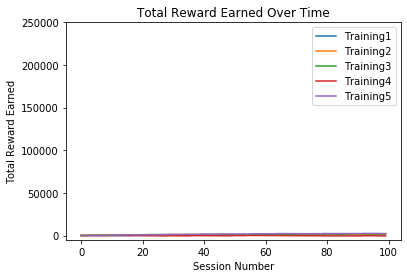 Total Reward Earned Over Time
250000
200000
150000
100000
50000
0
Total Reward Earned
Training1
Training2
Training3
Training4
Training5
0 20 40 60 80 100
Session Number